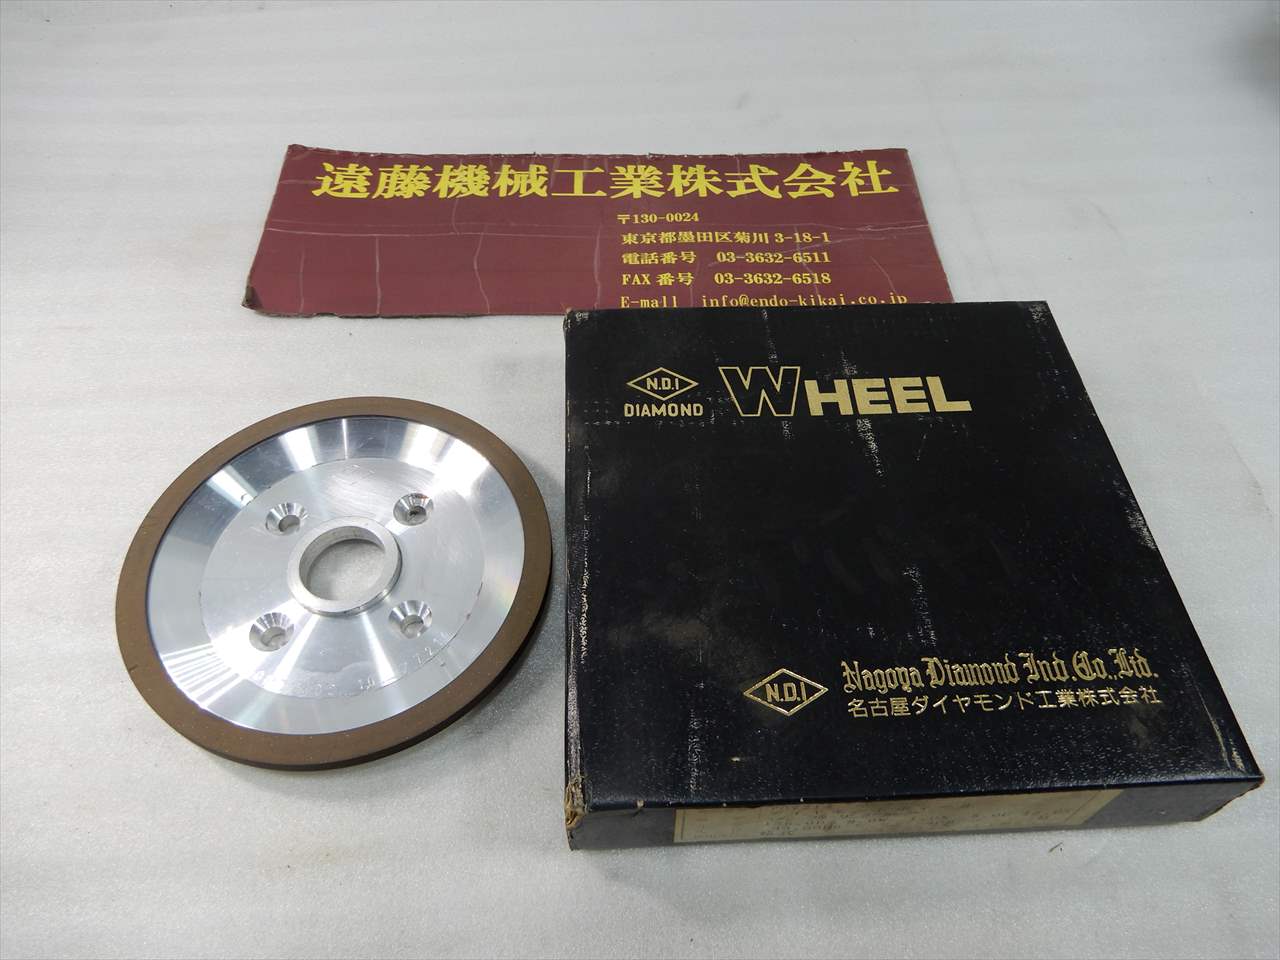 遠藤機械工業株式会社
〒130-0024
東京都墨田区菊川 3-18-1
電話番号 03-3632-6511
FAX 番号 03-3632-6518
E-mail info@endo-kikai.co.jp
N.D.I
DIAMOND
WHEEL
N.D.I
Nagoya Diamond Ind. Co., Ltd.
名古屋ダイヤモンド工業株式会社